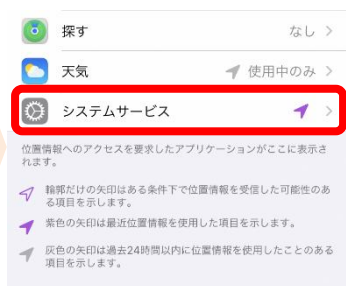 探す なし
天気 使用中のみ
システムサービス
位置情報へのアクセスを要求したアプリケーションがここに表示さ
れます。
輪郭だけの矢印はある条件下で位置情報を受信した可能性のあ
る項目を示します。
紫色の矢印は最近位置情報を使用した項目を示します。
灰色の矢印は過去24時間以内に位置情報を使用したことのある
項目を示します。